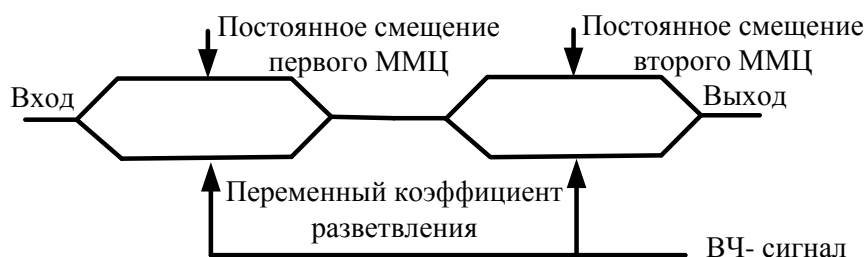 Постоянное смещение
первого ММЦ
Постоянное смещение
второго ММЦ
Вход
Выход
Переменный коэффициент
разветвления
ВЧ- сигнал